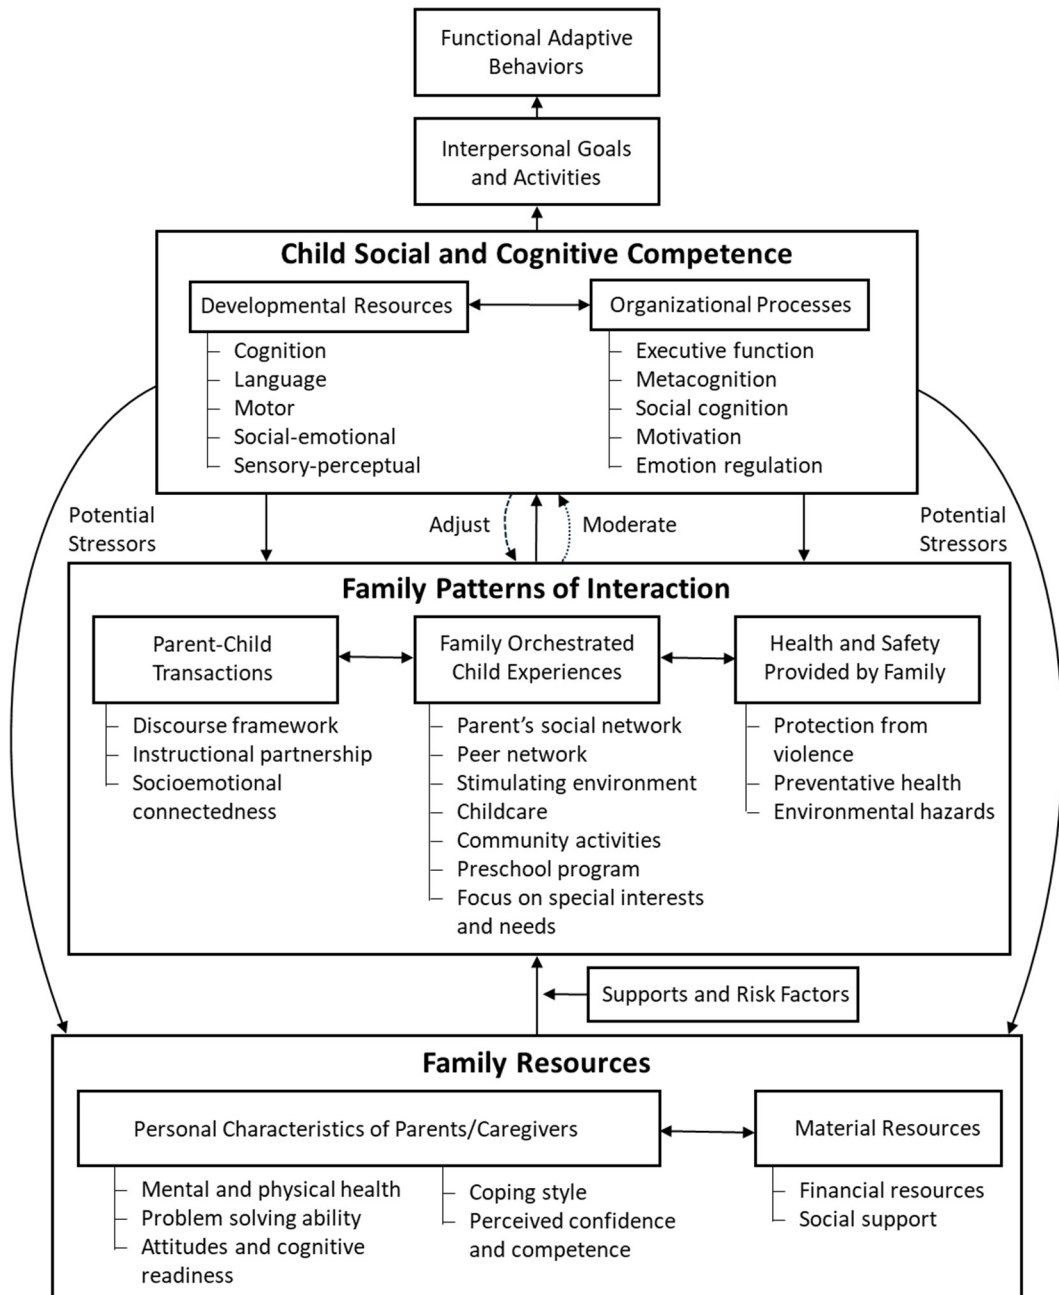 Functional Adaptive
Behaviors
Interpersonal Goals
and Activities
Child Social and Cognitive Competence
Developmental Resources
Cognition
Language
Motor
Social-emotional
Sensory-perceptual
Organizational Processes
Executive function
Metacognition
Social cognition
Motivation
Emotion regulation
Potential
Stressors
Adjust
Moderate
Potential
Stressors
Family Patterns of Interaction
Parent-Child
Transactions
Discourse framework
Instructional partnership
Socioemotional
connectedness
Family Orchestrated
Child Experiences
Parent’s social network
Peer network
Stimulating environment
Childcare
Community activities
Preschool program
Focus on special interests
and needs
Health and Safety
Provided by Family
Protection from
violence
Preventative health
Environmental hazards
Supports and Risk Factors
Family Resources
Personal Characteristics of Parents/Caregivers
Mental and physical health
Problem solving ability
Attitudes and cognitive
readiness
Coping style
Perceived confidence
and competence
Material Resources
Financial resources
Social support